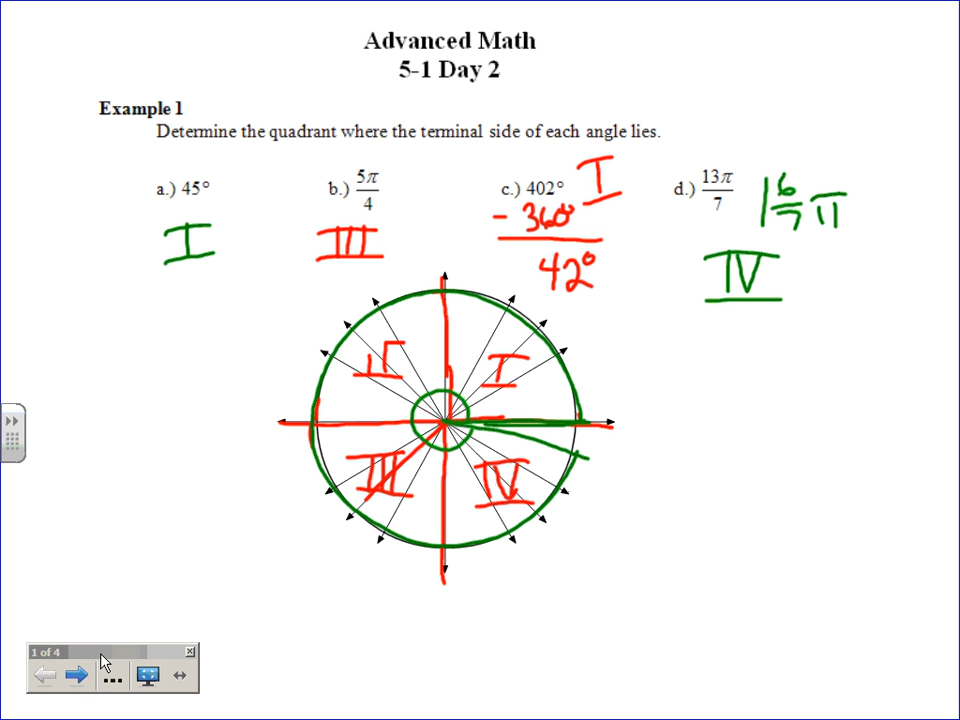 Advanced Math
5-1 Day 2
Example 1
Determine the quadrant where the terminal side of each angle lies.
a.) 45° b.) 5π/4 c.) 402° I d.) 13π/7 1 6/7 π
- 360°
I III 42° IV
II I
III IV
1 of 4
...